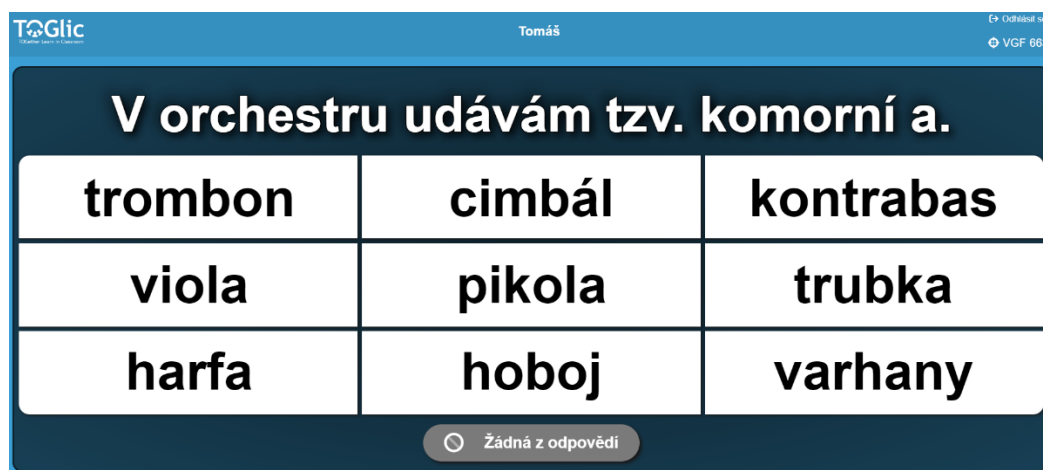 TOGlic
Tomáš
Odhlásit s
VGF 66
V orchestru udávám tzv. komorní a.
trombon
cimbál
kontrabas
viola
pikola
trubka
harfa
hoboj
varhany
Žádná z odpovědí